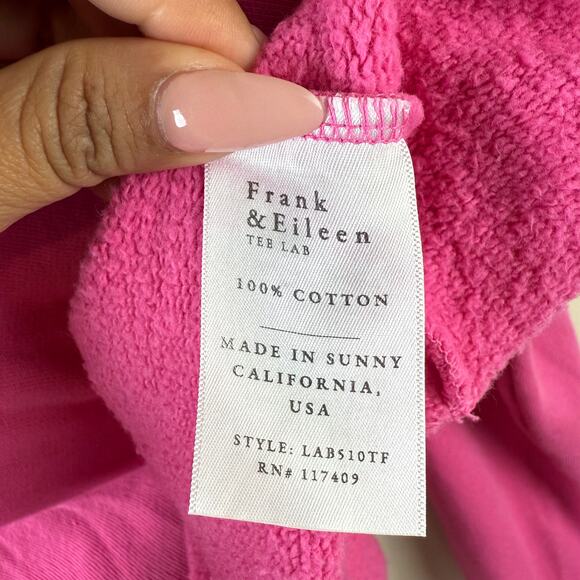 Frank
&Eileen
TEE LAB
100% COTTON
MADE IN SUNNY
CALIFORNIA,
USA
STYLE: LAB510TF
RN# 117409